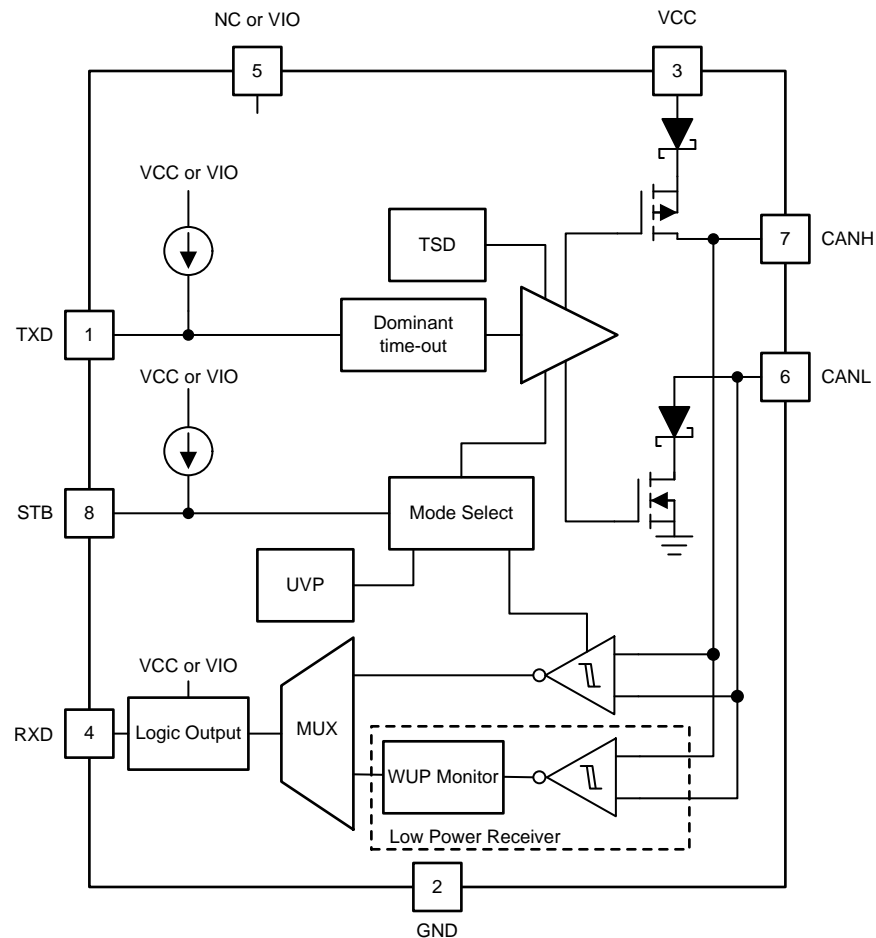 NC or VIO
VCC
5
3
VCC or VIO
TSD
7
CANH
TXD
1
Dominant
time-out
VCC or VIO
6
CANL
STB
8
Mode Select
UVP
VCC or VIO
RXD
4
Logic Output
MUX
WUP Monitor
Low Power Receiver
2
GND